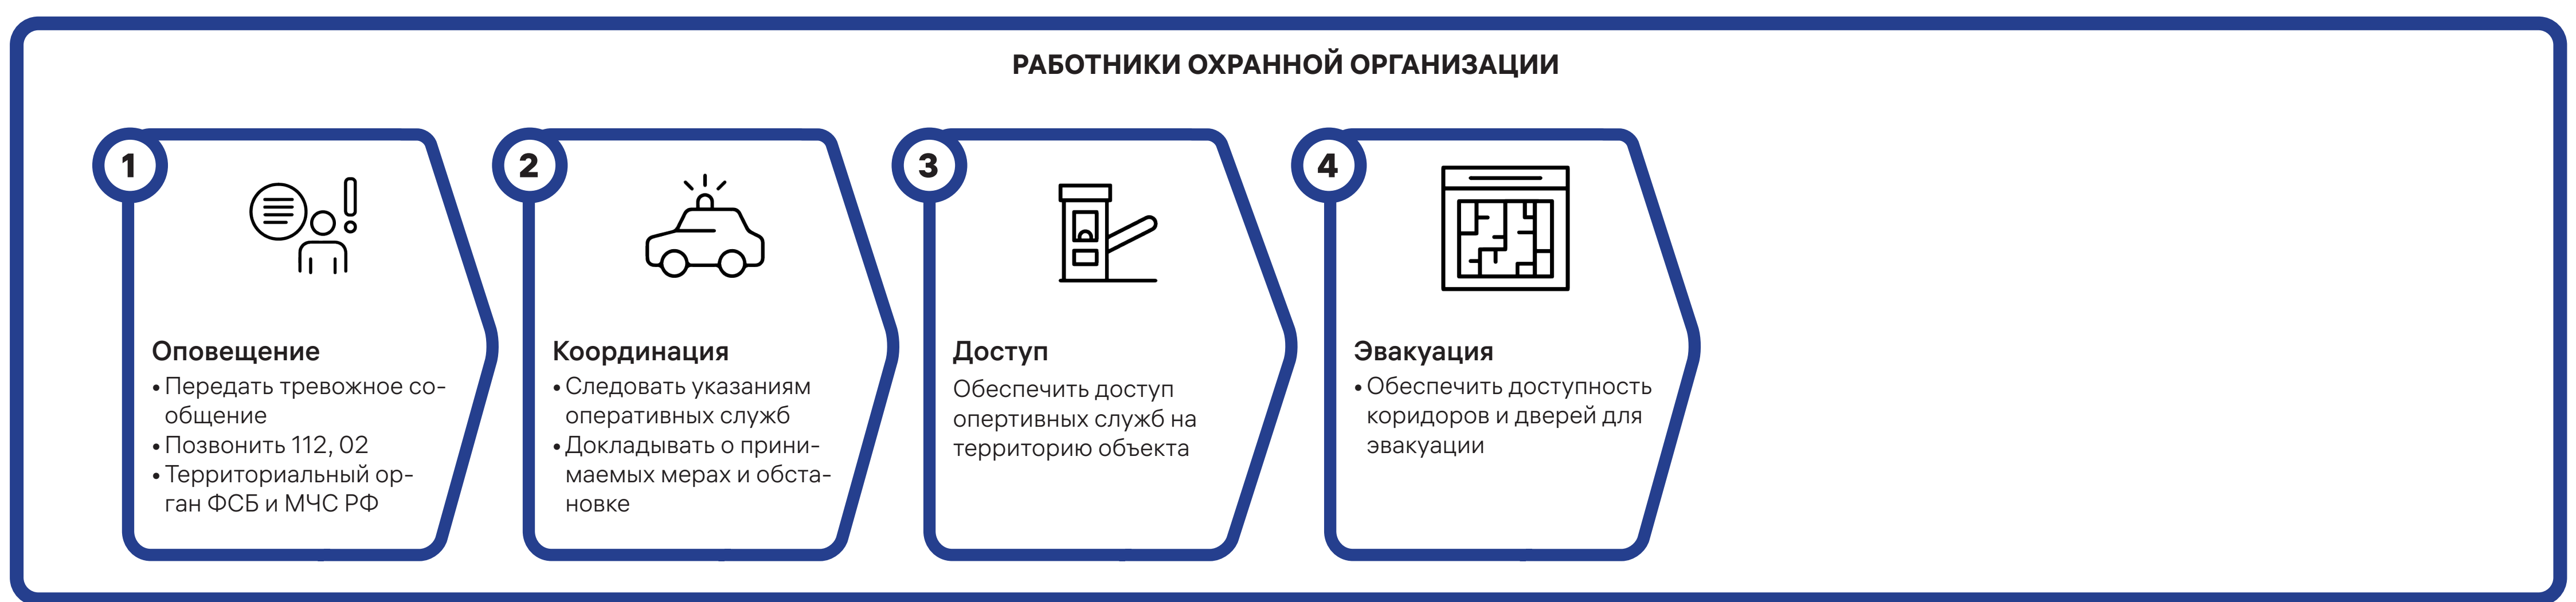 РАБОТНИКИ ОХРАННОЙ ОРГАНИЗАЦИИ
1
Оповещение
• Передать тревожное со-
общение
• Позвонить 112, 02
• Территориальный ор-
ган ФСБ и МЧС РФ
2
Координация
• Следовать указаниям
оперативных служб
• Докладывать о прини-
маемых мерах и обста-
новке
3
Доступ
Обеспечить доступ
опертивных служб на
территорию объекта
4
Эвакуация
• Обеспечить доступность
коридоров и дверей для
эвакуации